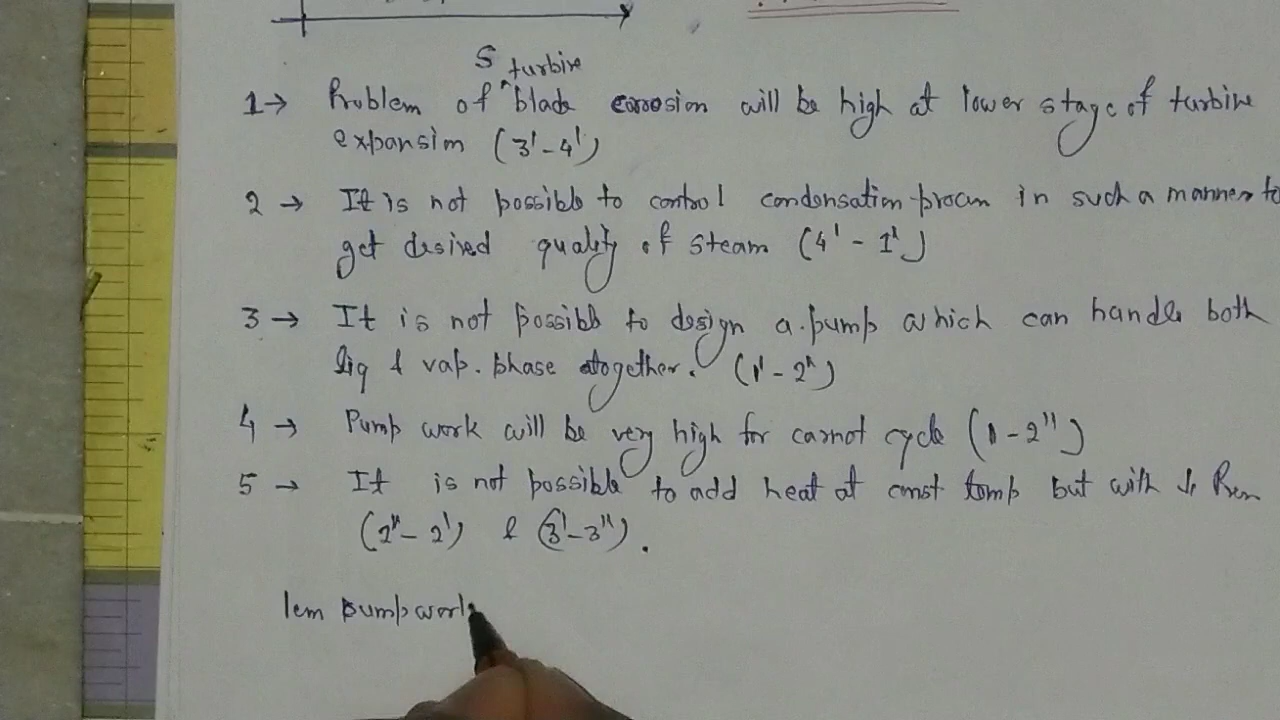 S
turbine
1→ Problem of ^ blade corrosion will be high at lower stage of turbine
expansion (3' - 4')
2 → It is not possible to control condensation process in such a manner to
get desired quality of steam (4' - 1')
3 → It is not possible to design a pump which can handle both
liq & vap. phase altogether. (1' - 2")
4 → Pump work will be very high for carnot cycle (1 - 2")
5 → It is not possible to add heat at const temp but with ↓
(2" - 2') & (3' - 3").
pump work